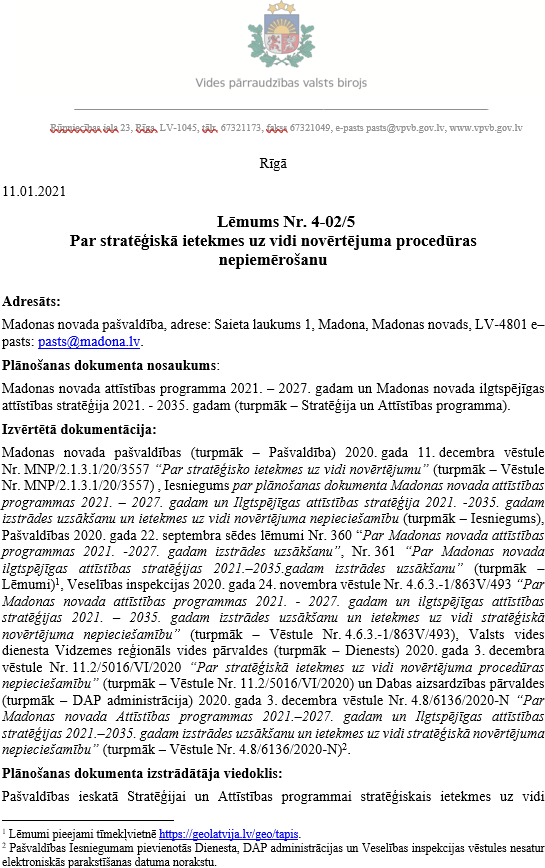 Vides pārraudzības valsts birojs
Rūpniecības iela 23, Rīga, LV-1045, tālr. 67321173, fakss 67321049, e-pasts pasts@vpvb.gov.lv, www.vpvb.gov.lv
Rīgā
11.01.2021
Lēmums Nr. 4-02/5
Par stratēģiskā ietekmes uz vidi novērtējuma procedūras
nepiemērošanu
Adresāts:
Madonas novada pašvaldība, adrese: Saieta laukums 1, Madona, Madonas novads, LV-4801 e–
pasts: pasts@madona.lv.
Plānošanas dokumenta nosaukums:
Madonas novada attīstības programma 2021. – 2027. gadam un Madonas novada ilgtspējīgas
attīstības stratēģija 2021. - 2035. gadam (turpmāk – Stratēģija un Attīstības programma).
Izvērtētā dokumentācija:
Madonas novada pašvaldības (turpmāk – Pašvaldība) 2020. gada 11. decembra vēstule
Nr. MNP/2.1.3.1/20/3557 “Par stratēģisko ietekmes uz vidi novērtējumu” (turpmāk – Vēstule
Nr. MNP/2.1.3.1/20/3557) , Iesniegums par plānošanas dokumenta Madonas novada attīstības
programmas 2021. – 2027. gadam un Ilgtspējīgas attīstības stratēģija 2021. -2035. gadam
izstrādes uzsākšanu un ietekmes uz vidi novērtējuma nepieciešamību (turpmāk – Iesniegums),
Pašvaldības 2020. gada 22. septembra sēdes lēmumi Nr. 360 “Par Madonas novada attīstības
programmas 2021. -2027. gadam izstrādes uzsākšanu”, Nr. 361 “Par Madonas novada
ilgtspējīgas attīstības stratēģijas 2021.–2035.gadam izstrādes uzsākšanu” (turpmāk –
Lēmumi)1, Veselības inspekcijas 2020. gada 24. novembra vēstule Nr. 4.6.3.-1/863V/493 “Par
Madonas novada attīstības programmas 2021. - 2027. gadam un ilgtspējīgas attīstības
stratēģijas 2021. – 2035. gadam izstrādes uzsākšanu un ietekmes uz vidi stratēģiskā
novērtējuma nepieciešamību” (turpmāk – Vēstule Nr. 4.6.3.-1/863V/493), Valsts vides
dienesta Vidzemes reģionāls vides pārvaldes (turpmāk – Dienests) 2020. gada 3. decembra
vēstule Nr. 11.2/5016/VI/2020 “Par stratēģiskā ietekmes uz vidi novērtējuma procedūras
nepieciešamību” (turpmāk – Vēstule Nr. 11.2/5016/VI/2020) un Dabas aizsardzības pārvaldes
(turpmāk – DAP administrācija) 2020. gada 3. decembra vēstule Nr. 4.8/6136/2020-N “Par
Madonas novada Attīstības programmas 2021.–2027. gadam un Ilgtspējīgas attīstības
stratēģijas 2021.–2035. gadam izstrādes uzsākšanu un ietekmes uz vidi stratēģiskā novērtējuma
nepieciešamību” (turpmāk – Vēstule Nr. 4.8/6136/2020-N)2.
Plānošanas dokumenta izstrādātāja viedoklis:
Pašvaldības ieskatā Stratēģijai un Attīstības programmai stratēģiskais ietekmes uz vidi
1 Lēmumi pieejami tīmekļvietnē https://geolatvija.lv/geo/tapis.
2 Pašvaldības Iesniegumam pievienotās Dienesta, DAP administrācijas un Veselības inspekcijas vēstules nesatur
elektroniskās parakstīšanas datuma norakstu.